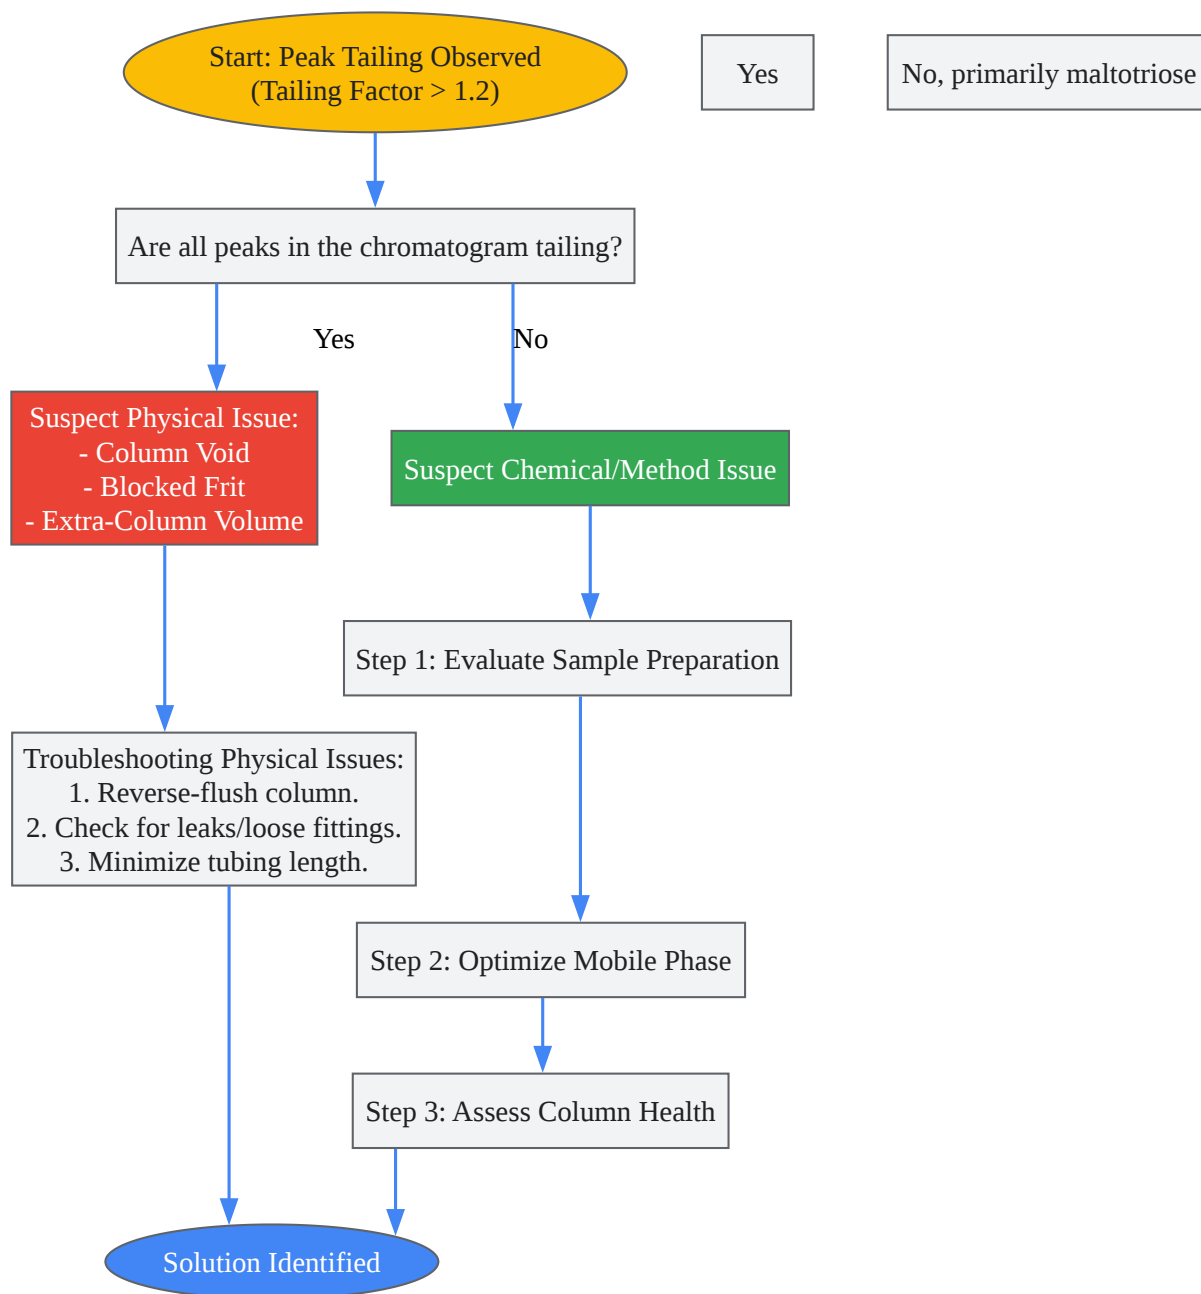 Start: Peak Tailing Observed
(Tailing Factor > 1.2)
Yes
No, primarily maltotriose
Are all peaks in the chromatogram tailing?
Yes
No
Suspect Physical Issue:
- Column Void
- Blocked Frit
- Extra-Column Volume
Suspect Chemical/Method Issue
Step 1: Evaluate Sample Preparation
Troubleshooting Physical Issues:
1. Reverse-flush column.
2. Check for leaks/loose fittings.
3. Minimize tubing length.
Step 2: Optimize Mobile Phase
Step 3: Assess Column Health
Solution Identified